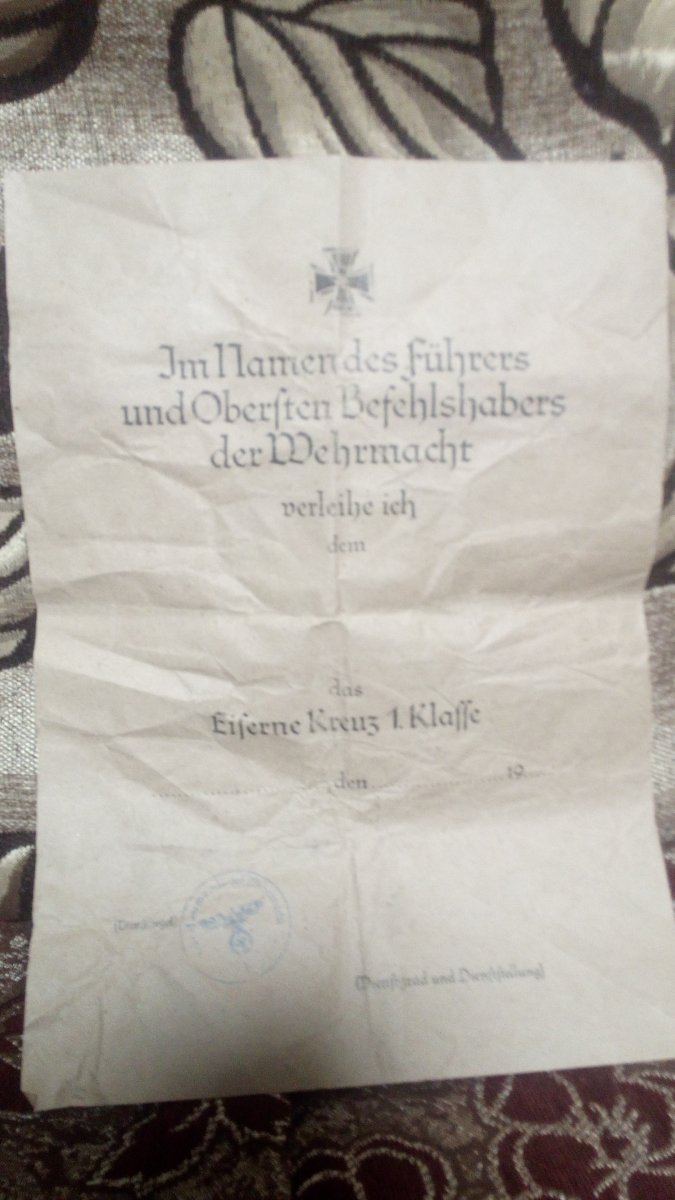 Im Namen des Führers
und Oberſten Befehlshabers
der Wehrmacht
verleihe ich
dem
das
Eiſerne Kreuz 1. Klaſſe
........................,den........................19.....
(Dienſtſiegel)
(Dienſtgrad und Dienſtſtellung)